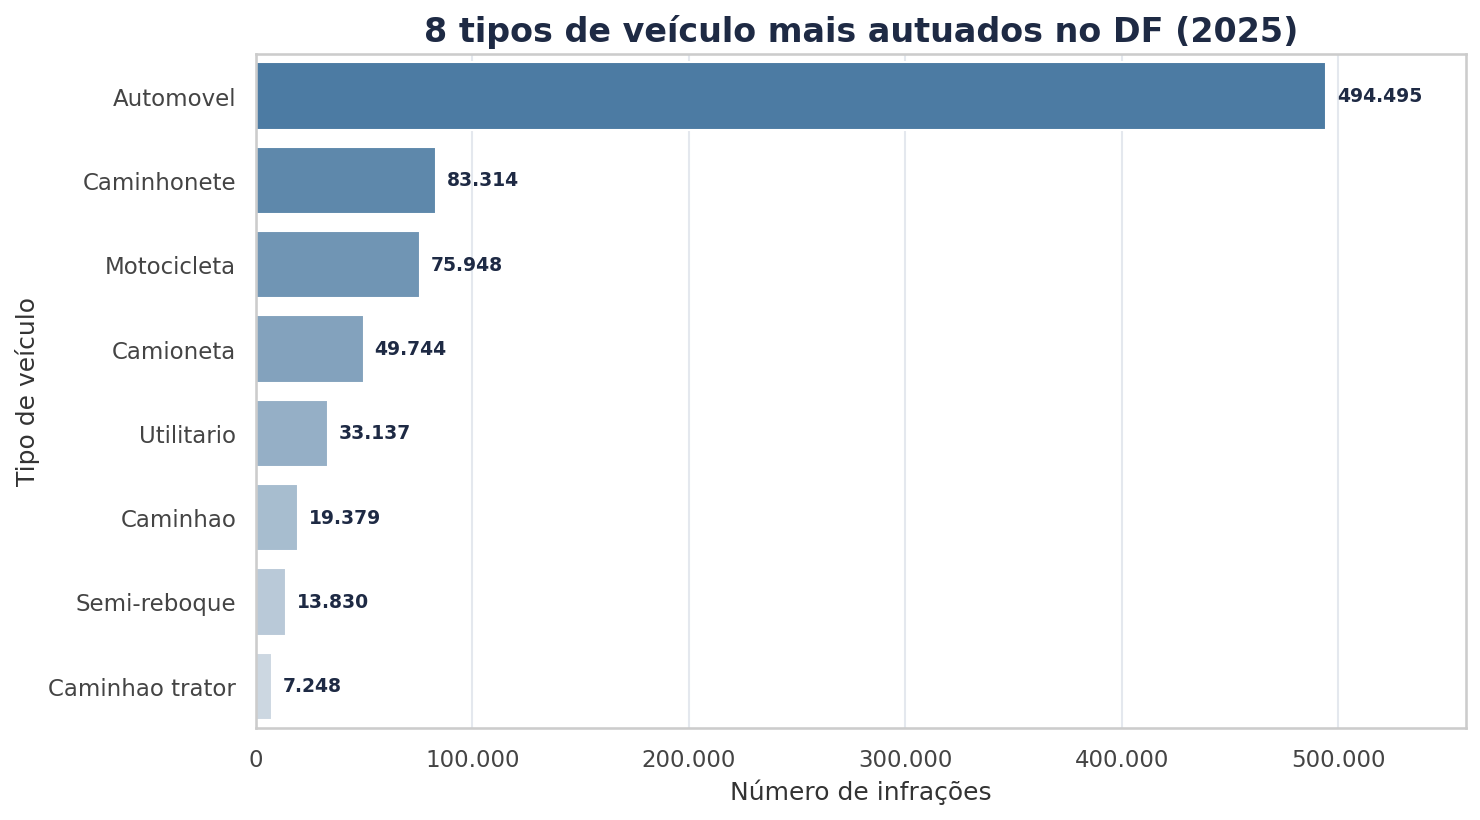 8 tipos de veículo mais autuados no DF (2025)
Tipo de veículo
Automovel 494.495
Caminhonete 83.314
Motocicleta 75.948
Camioneta 49.744
Utilitario 33.137
Caminhao 19.379
Semi-reboque 13.830
Caminhao trator 7.248
0 100.000 200.000 300.000 400.000 500.000
Número de infrações